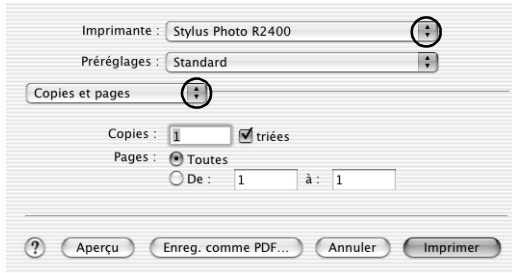 Imprimante : Stylus Photo R2400
Préréglages : Standard
Copies et pages
Copies : 1 triées
Pages : Toutes
De : 1 à : 1
? Aperçu Enreg. comme PDF... Annuler Imprimer